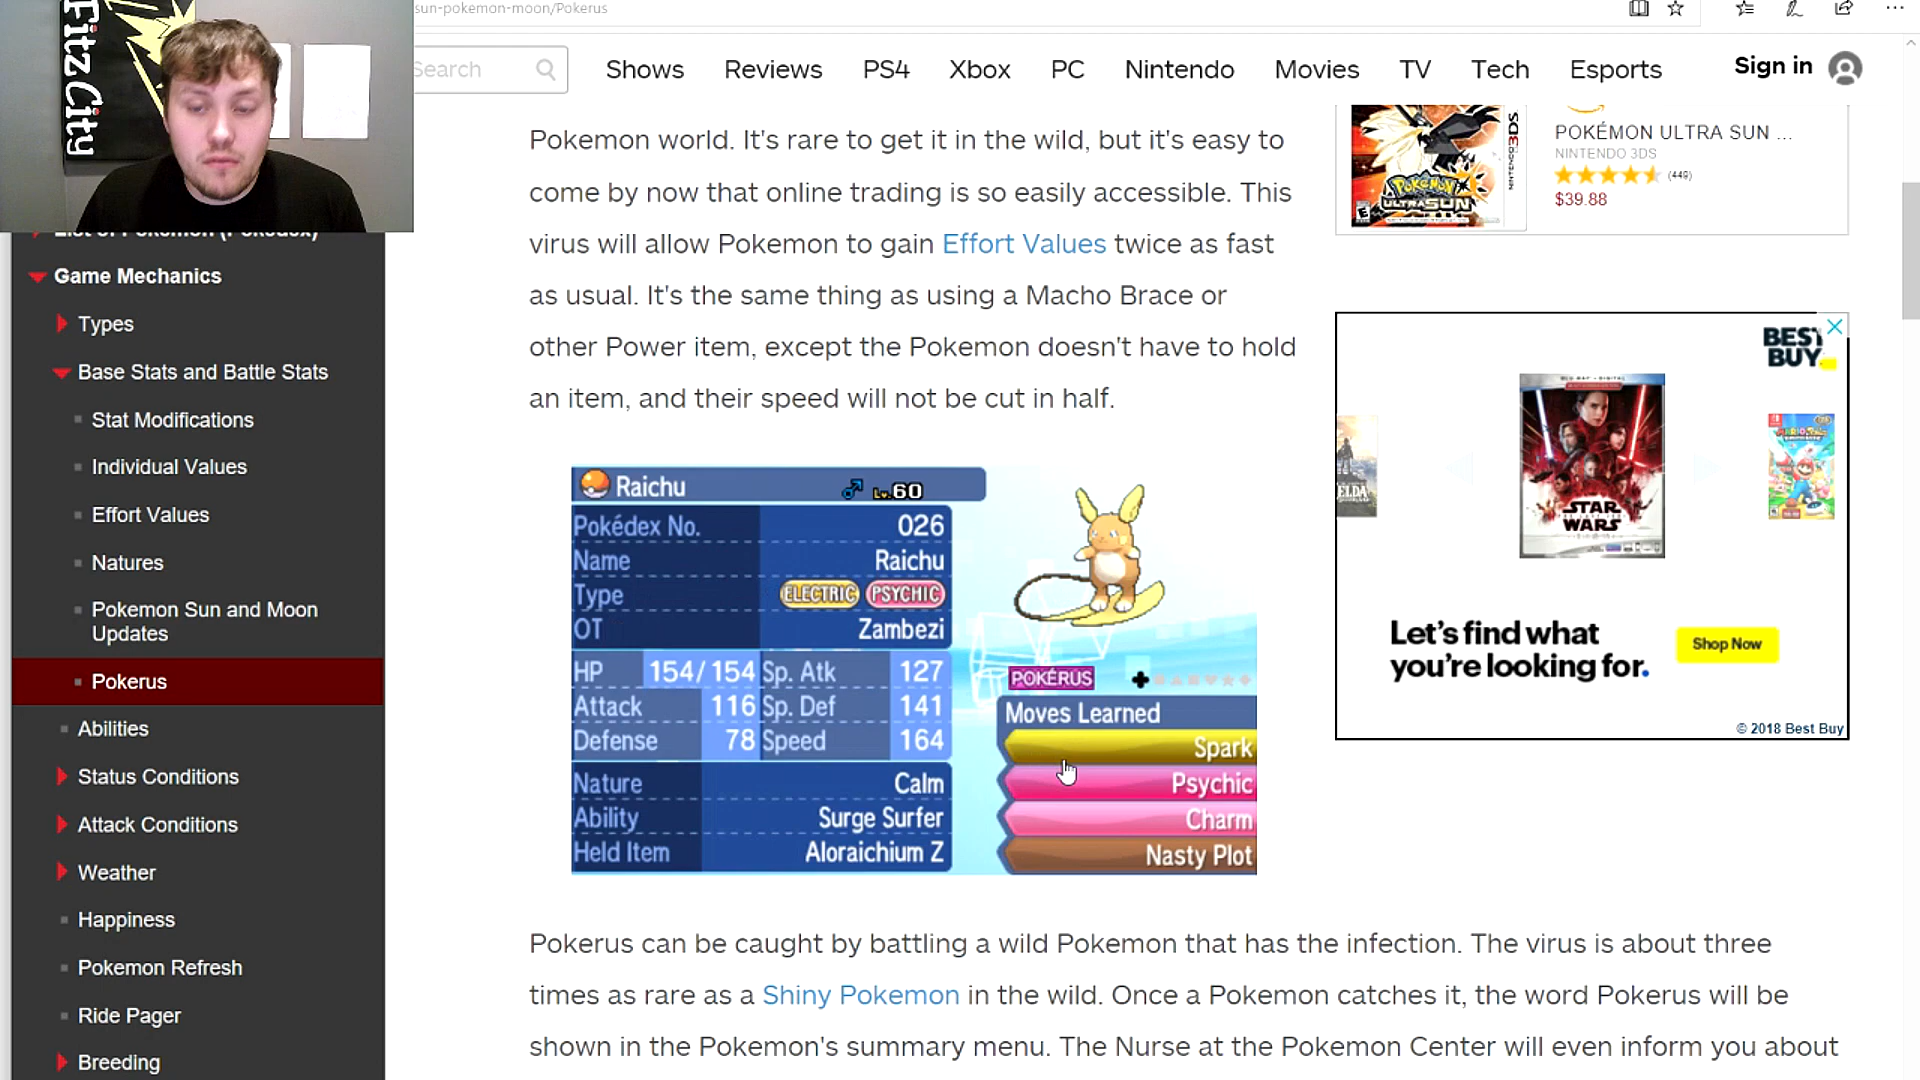 FitzCity
sun-pokemon-moon/Pokerus
Search
Shows Reviews PS4 Xbox PC Nintendo Movies TV Tech Esports Sign in
List of Pokemon (Pokedex)
Game Mechanics
Types
Base Stats and Battle Stats
Stat Modifications
Individual Values
Effort Values
Natures
Pokemon Sun and Moon
Updates
Pokerus
Abilities
Status Conditions
Attack Conditions
Weather
Happiness
Pokemon Refresh
Ride Pager
Breeding
Pokemon world. It's rare to get it in the wild, but it's easy to
come by now that online trading is so easily accessible. This
virus will allow Pokemon to gain Effort Values twice as fast
as usual. It's the same thing as using a Macho Brace or
other Power item, except the Pokemon doesn't have to hold
an item, and their speed will not be cut in half.
Raichu ♂ Lv.60
Pokédex No. 026
Name Raichu
Type ELECTRIC PSYCHIC
OT Zambezi
HP 154/154 Sp. Atk 127
Attack 116 Sp. Def 141
Defense 78 Speed 164
Nature Calm
Ability Surge Surfer
Held Item Aloraichium Z
POKÉRUS
Moves Learned
Spark
Psychic
Charm
Nasty Plot
Pokerus can be caught by battling a wild Pokemon that has the infection. The virus is about three
times as rare as a Shiny Pokemon in the wild. Once a Pokemon catches it, the word Pokerus will be
shown in the Pokemon's summary menu. The Nurse at the Pokemon Center will even inform you about
NINTENDO 3DS
POKÉMON
ULTRA SUN
E
POKÉMON ULTRA SUN ...
NINTENDO 3DS
(449)
$39.88
BEST
BUY
ELDA
STAR
WARS
Let's find what
you're looking for.
Shop Now
© 2018 Best Buy